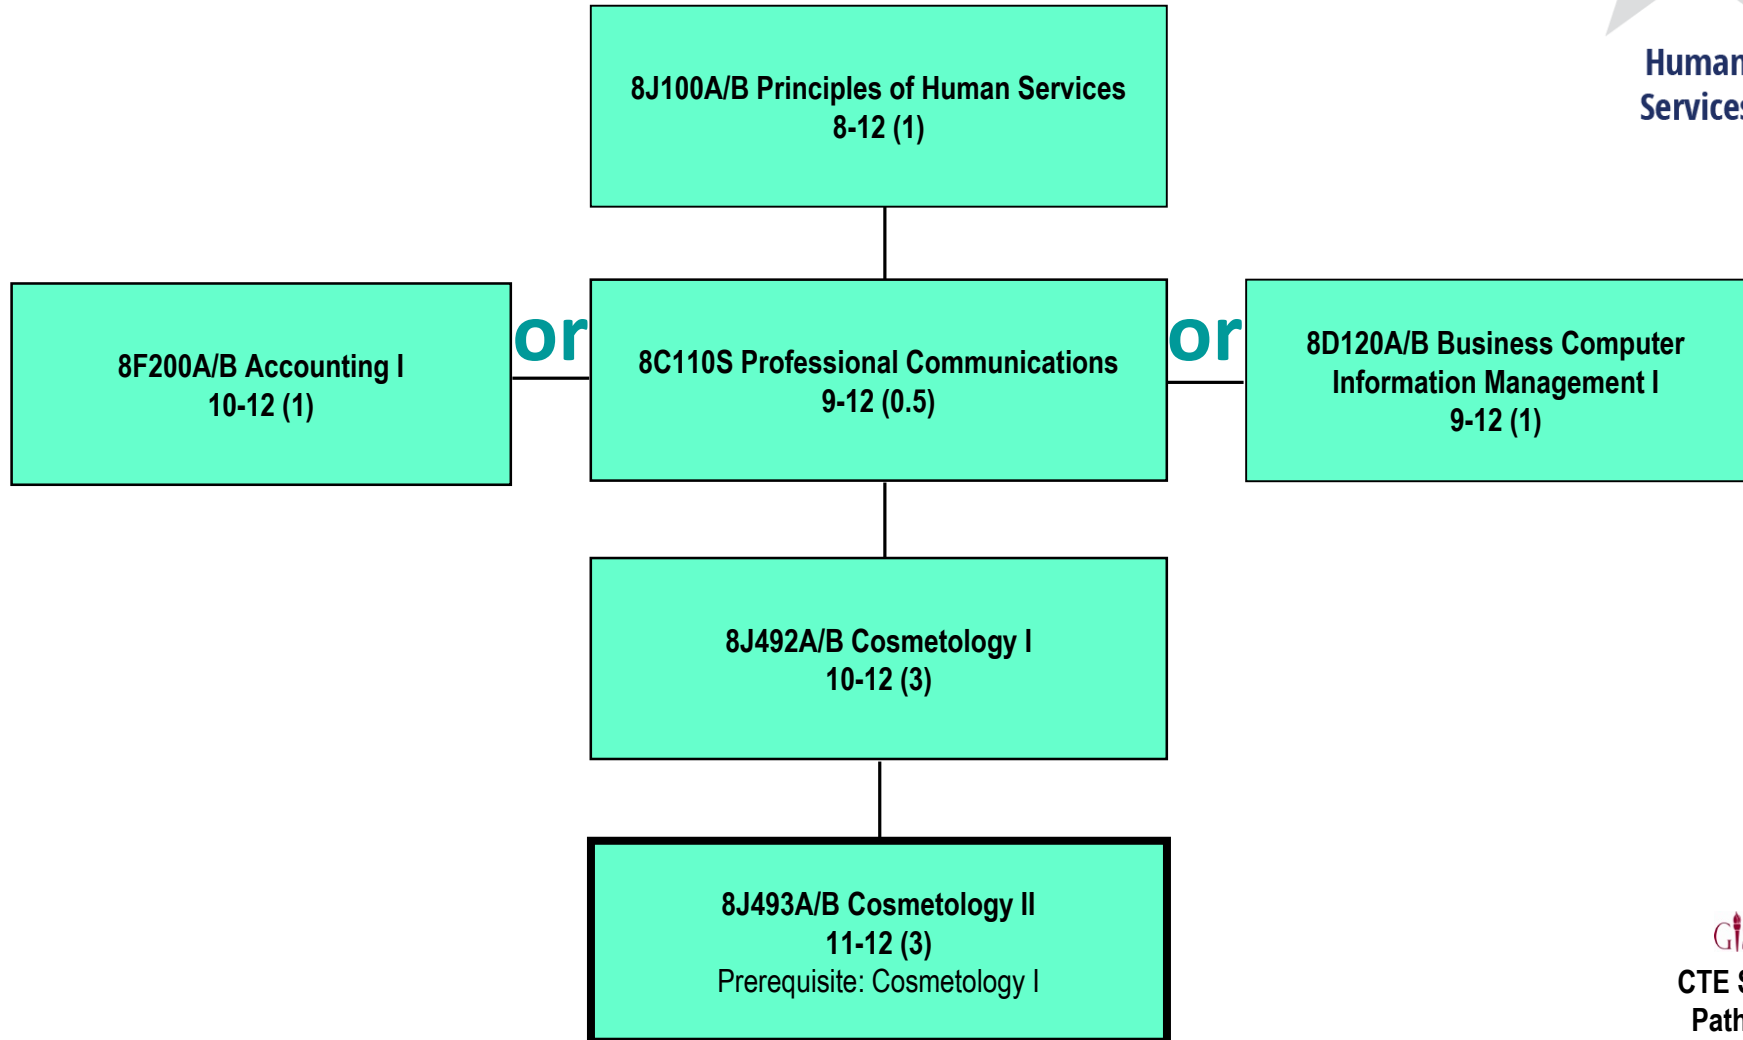 8J100A/B Principles of Human Services
8-12 (1)
Human
Services
8F200A/B Accounting I
10-12 (1)
or
8C110S Professional Communications
9-12 (0.5)
or
8D120A/B Business Computer
Information Management I
9-12 (1)
8J492A/B Cosmetology I
10-12 (3)
8J493A/B Cosmetology II
11-12 (3)
Prerequisite: Cosmetology I
CTE
Path